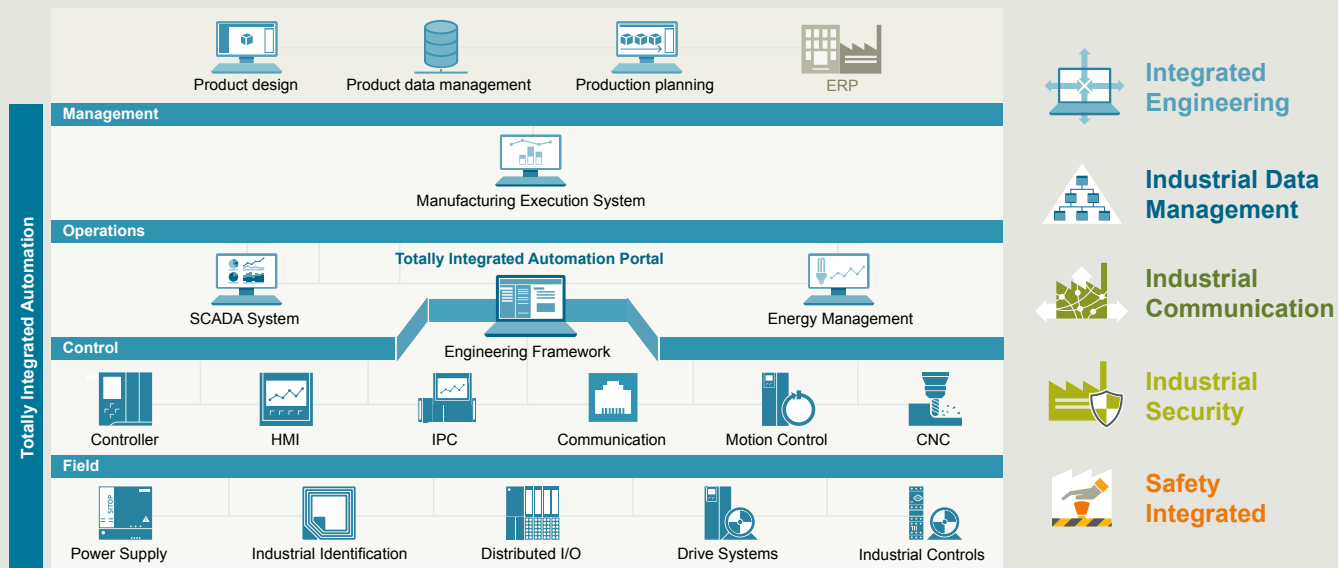 Product design
Product data management
Production planning
ERP
Management
Manufacturing Execution System
Operations
Totally Integrated Automation Portal
SCADA System
Energy Management
Engineering Framework
Control
Controller
HMI
IPC
Communication
Motion Control
CNC
Field
SITOP
Power Supply
Industrial Identification
Distributed I/O
Drive Systems
Industrial Controls
Totally Integrated Automation
Integrated
Engineering
Industrial Data
Management
Industrial
Communication
Industrial
Security
Safety
Integrated